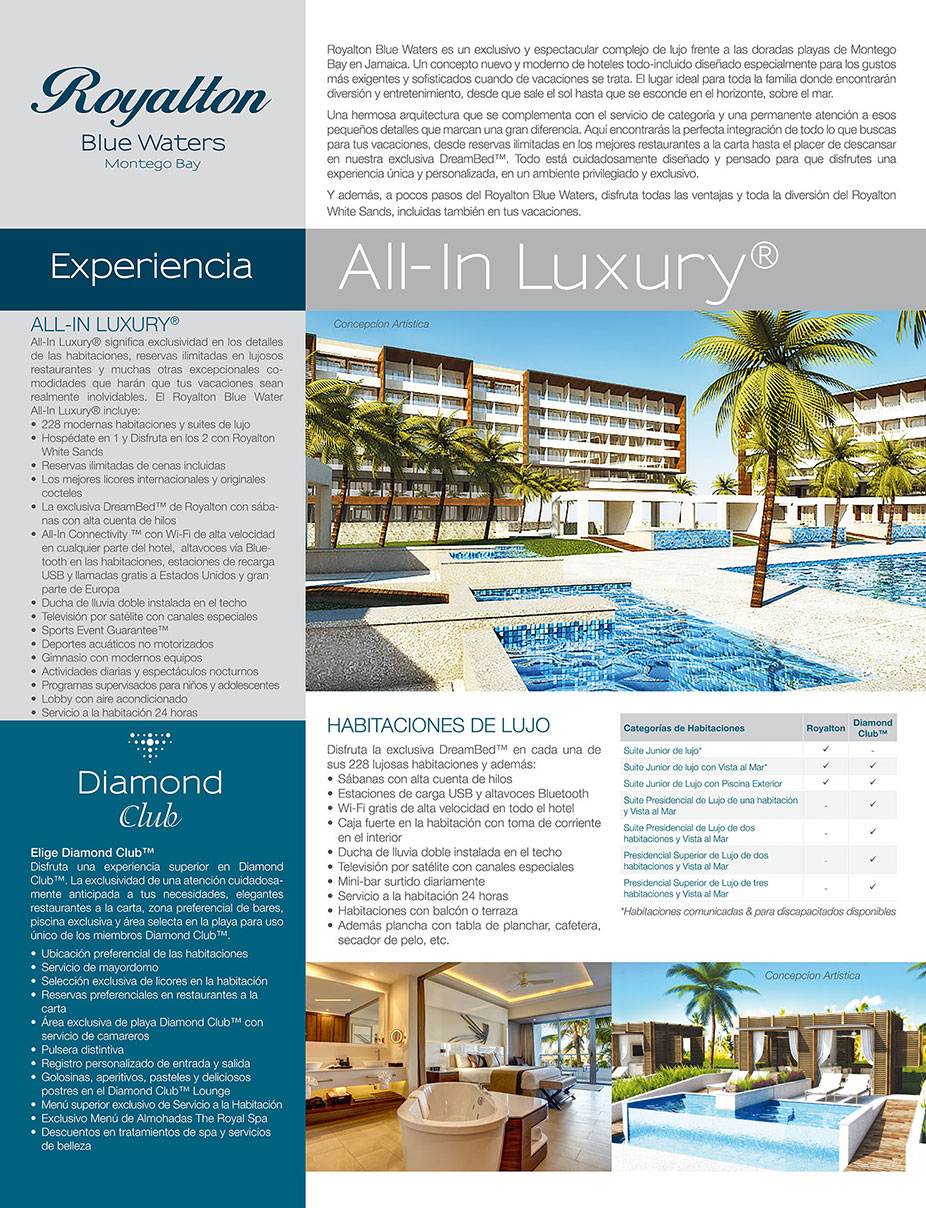 Royalton
Blue Waters
Montego Bay
Royalton Blue Waters es un exclusivo y espectacular complejo de lujo frente a las doradas playas de Montego
Bay en Jamaica. Un concepto nuevo y moderno de hoteles todo-incluido diseñado especialmente para los gustos
más exigentes y sofisticados cuando de vacaciones se trata. El lugar ideal para toda la familia donde encontrarán
diversión y entretenimiento, desde que sale el sol hasta que se esconde en el horizonte, sobre el mar.
Una hermosa arquitectura que se complementa con el servicio de categoría y una permanente atención a esos
pequeños detalles que marcan una gran diferencia. Aquí encontrarás la perfecta integración de todo lo que buscas
para tus vacaciones, desde reservas ilimitadas en los mejores restaurantes a la carta hasta el placer de descansar
en nuestra exclusiva DreamBed™. Todo está cuidadosamente diseñado y pensado para que disfrutes una
experiencia única y personalizada, en un ambiente privilegiado y exclusivo.
Y además, a pocos pasos del Royalton Blue Waters, disfruta todas las ventajas y toda la diversión del Royalton
White Sands, incluidas también en tus vacaciones.
Experiencia
All-In Luxury®
ALL-IN LUXURY®
All-In Luxury® significa exclusividad en los detalles
de las habitaciones, reservas ilimitadas en lujosos
restaurantes y muchas otras excepcionales co-
modidades que harán que tus vacaciones sean
realmente inolvidables. El Royalton Blue Water
All-In Luxury® incluye:
• 228 modernas habitaciones y suites de lujo
• Hospédate en 1 y Disfruta en los 2 con Royalton
White Sands
• Reservas ilimitadas de cenas incluidas
• Los mejores licores internacionales y originales
cocteles
• La exclusiva DreamBed™ de Royalton con sába-
nas con alta cuenta de hilos
• All-In Connectivity ™ con Wi-Fi de alta velocidad
en cualquier parte del hotel, altavoces via Blue-
tooth en las habitaciones, estaciones de recarga
USB y llamadas gratis a Estados Unidos y gran
parte de Europa
• Ducha de lluvia doble instalada en el techo
• Televisión por satélite con canales especiales
• Sports Event Guarantee™
• Deportes acuáticos no motorizados
• Gimnasio con modernos equipos
• Actividades diarias y espectáculos nocturnos
• Programas supervisados para niños y adolescentes
• Lobby con aire acondicionado
• Servicio a la habitación 24 horas
Concepcíon Artística
Diamond
Club
Elige Diamond Club™
Disfruta una experiencia superior en Diamond
Club™. La exclusividad de una atención cuidadosa-
mente anticipada a tus necesidades, elegantes
restaurantes a la carta, zona preferencial de bares,
piscina exclusiva y área selecta en la playa para uso
único de los miembros Diamond Club™.
• Ubicación preferencial de las habitaciones
• Servicio de mayordomo
• Selección exclusiva de licores en la habitación
• Reservas preferenciales en restaurantes a la
carta
• Área exclusiva de playa Diamond Club™ con
servicio de camareros
• Pulsera distintiva
• Registro personalizado de entrada y salida
• Golosinas, aperitivos, pasteles y deliciosos
postres en el Diamond Club™ Lounge
• Menú superior exclusivo de Servicio a la Habitación
• Exclusivo Menú de Almohadas The Royal Spa
• Descuentos en tratamientos de spa y servicios
de belleza
HABITACIONES DE LUJO
Disfruta la exclusiva DreamBed™ en cada una de
sus 228 lujosas habitaciones y además:
• Sábanas con alta cuenta de hilos
• Estaciones de carga USB y altavoces Bluetooth
• Wi-Fi gratis de alta velocidad en todo el hotel
• Caja fuerte en la habitación con toma de corriente
en el interior
• Ducha de lluvia doble instalada en el techo
• Televisión por satélite con canales especiales
• Mini-bar surtido diariamente
• Servicio a la habitación 24 horas
• Habitaciones con balcón o terraza
• Además plancha con tabla de planchar, cafetera,
secador de pelo, etc.
Categorías de Habitaciones Royalton Diamond Club™
Suite Junior de lujo* ✓ -
Suite Junior de lujo con Vista al Mar* ✓ ✓
Suite Junior de Lujo con Piscina Exterior ✓ ✓
Suite Presidencial de Lujo de una habitación
y Vista al Mar - ✓
Suite Presidencial de Lujo de dos
habitaciones y Vista al Mar - ✓
Presidencial Superior de Lujo de dos
habitaciones y Vista al Mar - ✓
Presidencial Superior de Lujo de tres
habitaciones y Vista al Mar - ✓
*Habitaciones comunicadas & para discapacitados disponibles
Concepcíon Artística